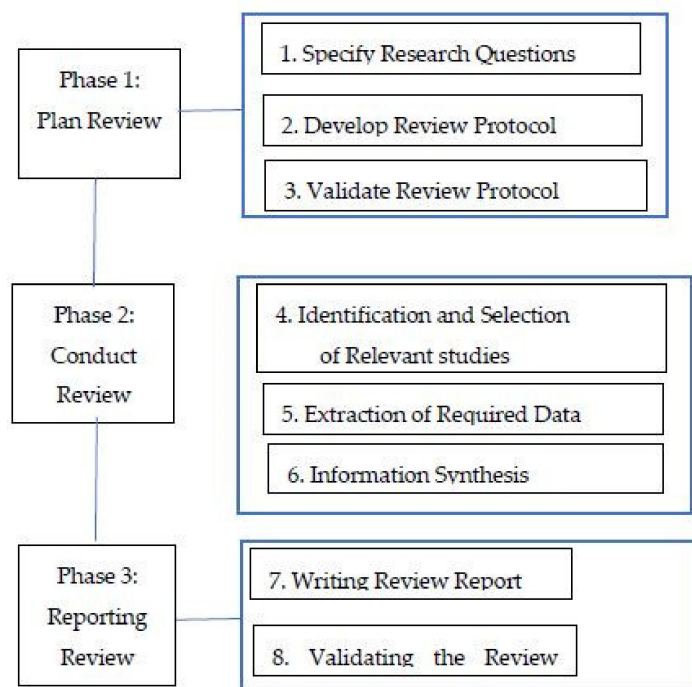 Phase 1:
Plan Review
1. Specify Research Questions
2. Develop Review Protocol
3. Validate Review Protocol
Phase 2:
Conduct
Review
4. Identification and Selection
of Relevant studies
5. Extraction of Required Data
6. Information Synthesis
Phase 3:
Reporting
Review
7. Writing Review Report
8. Validating the Review